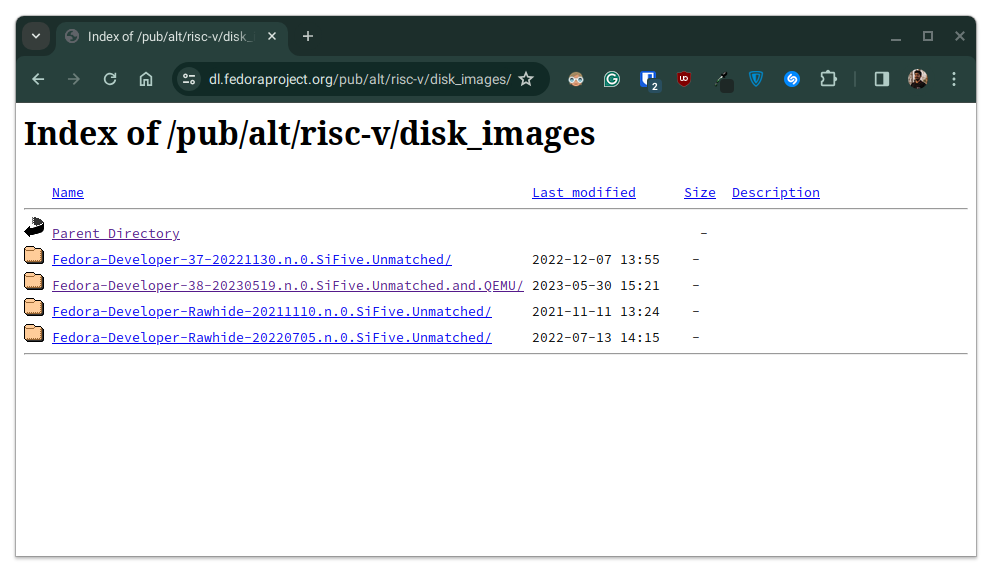 Index of /pub/alt/risc-v/disk_
dl.fedoraproject.org/pub/alt/risc-v/disk_images/
2
Index of /pub/alt/risc-v/disk_images
Name Last modified Size Description
Parent Directory -
Fedora-Developer-37-20221130.n.0.SiFive.Unmatched/ 2022-12-07 13:55 -
Fedora-Developer-38-20230519.n.0.SiFive.Unmatched.and.QEMU/ 2023-05-30 15:21 -
Fedora-Developer-Rawhide-20211110.n.0.SiFive.Unmatched/ 2021-11-11 13:24 -
Fedora-Developer-Rawhide-20220705.n.0.SiFive.Unmatched/ 2022-07-13 14:15 -